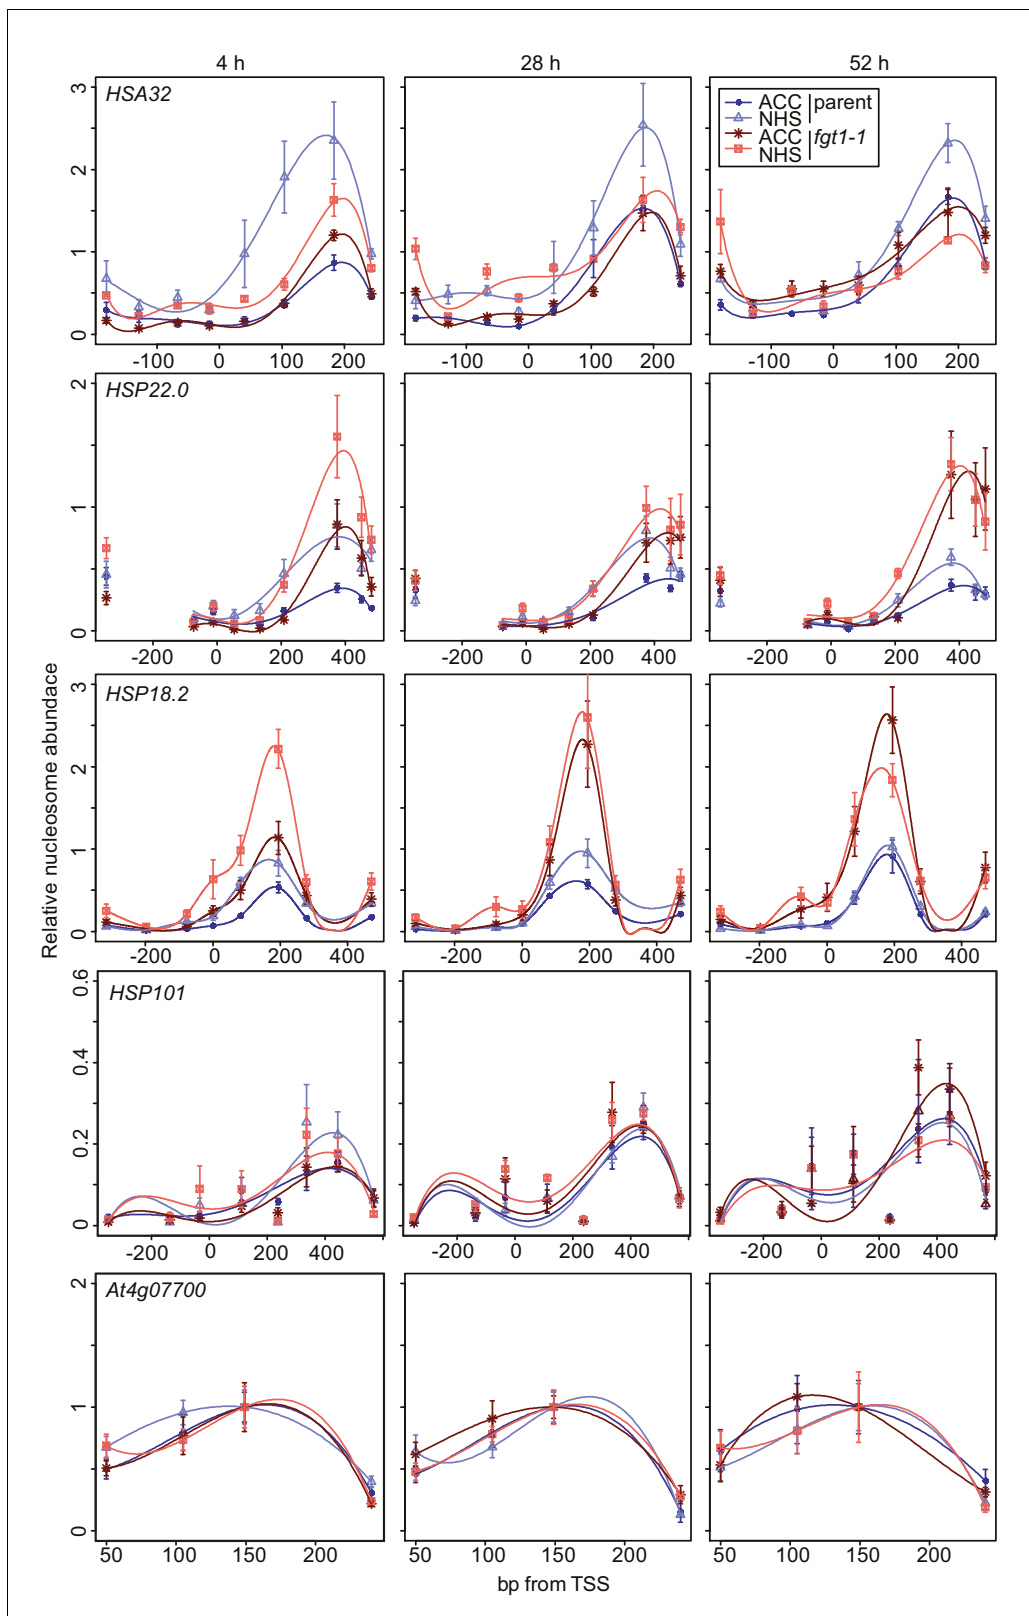 4 h 28 h 52 h
HSA32
ACC parent
NHS
ACC fgt1-1
NHS
0 1 2 3
-100 0 100 200
-100 0 100 200
-100 0 100 200
HSP22.0
0 1 2
-200 0 200 400
-200 0 200 400
-200 0 200 400
HSP18.2
0 1 2 3
-200 0 200 400
-200 0 200 400
-200 0 200 400
Relative nucleosome abundace
HSP101
0 0.2 0.4 0.6
-200 0 200 400
-200 0 200 400
-200 0 200 400
At4g07700
0 1 2
50 100 150 200
50 100 150 200
50 100 150 200
bp from TSS